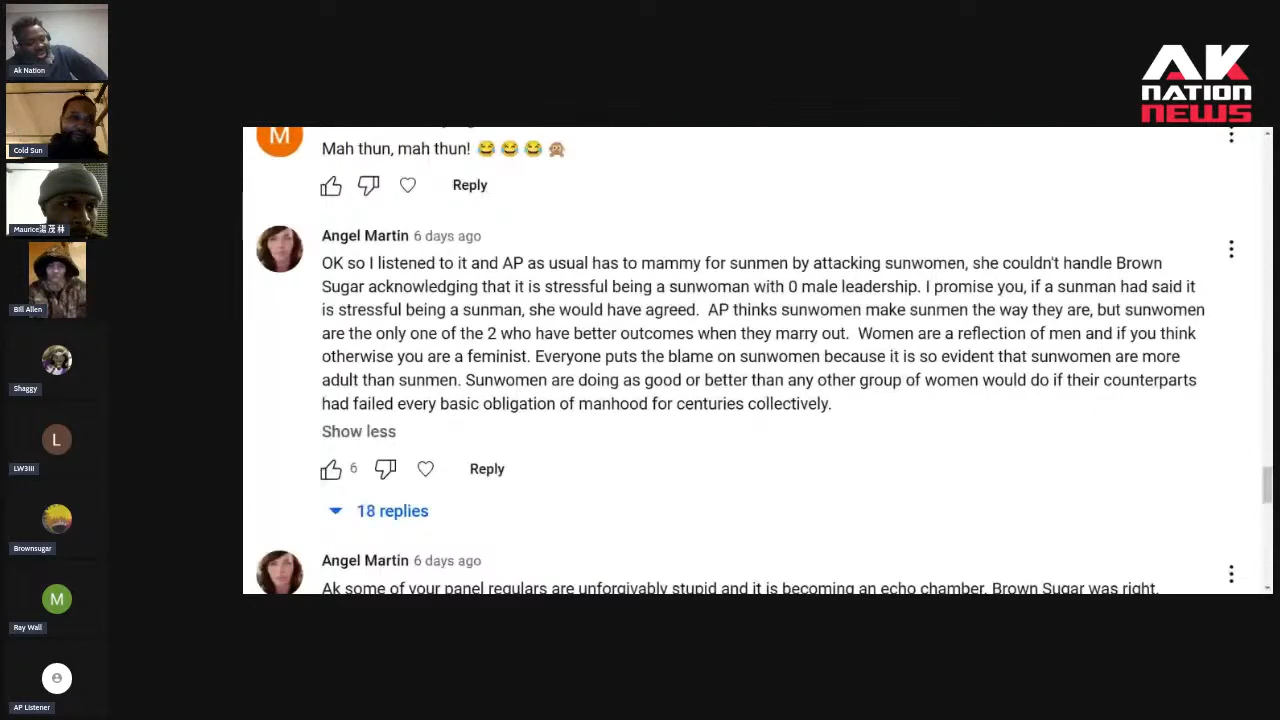 Ak Nation
Cold Sun
Maurice湯茂林
Bill Allen
Shaggy
L
LW3III
Brownsugar
M
Ray Wall
AP Listener
AK
NATION
NEWS
M
Mah thun, mah thun! 😂 😂 😂 🙊
Reply
Angel Martin 6 days ago
OK so I listened to it and AP as usual has to mammy for sunmen by attacking sunwomen, she couldn't handle Brown
Sugar acknowledging that it is stressful being a sunwoman with 0 male leadership. I promise you, if a sunman had said it
is stressful being a sunman, she would have agreed.  AP thinks sunwomen make sunmen the way they are, but sunwomen
are the only one of the 2 who have better outcomes when they marry out.  Women are a reflection of men and if you think
otherwise you are a feminist. Everyone puts the blame on sunwomen because it is so evident that sunwomen are more
adult than sunmen. Sunwomen are doing as good or better than any other group of women would do if their counterparts
had failed every basic obligation of manhood for centuries collectively.
Show less
6
Reply
18 replies
Angel Martin 6 days ago
Ak some of your panel regulars are unforgivably stupid and it is becoming an echo chamber. Brown Sugar was right.